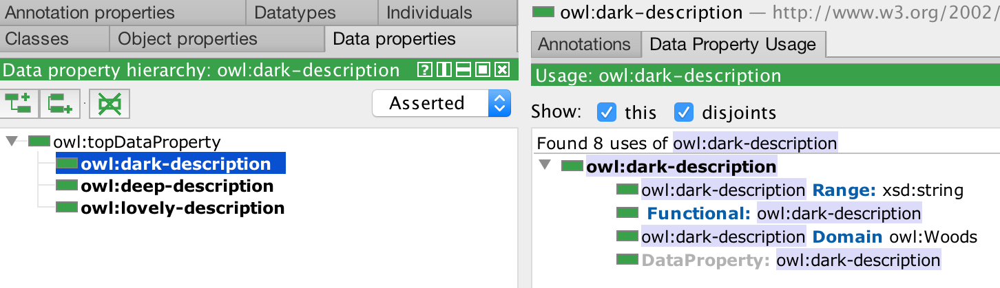 Annotation properties Datatypes Individuals
Classes Object properties Data properties
Data property hierarchy: owl:dark-description
Asserted
owl:topDataProperty
owl:dark-description
owl:deep-description
owl:lovely-description
owl:dark-description — http://www.w3.org/2002/
Annotations Data Property Usage
Usage: owl:dark-description
Show: this disjoints
Found 8 uses of owl:dark-description
owl:dark-description
owl:dark-description Range: xsd:string
Functional: owl:dark-description
owl:dark-description Domain owl:Woods
DataProperty: owl:dark-description